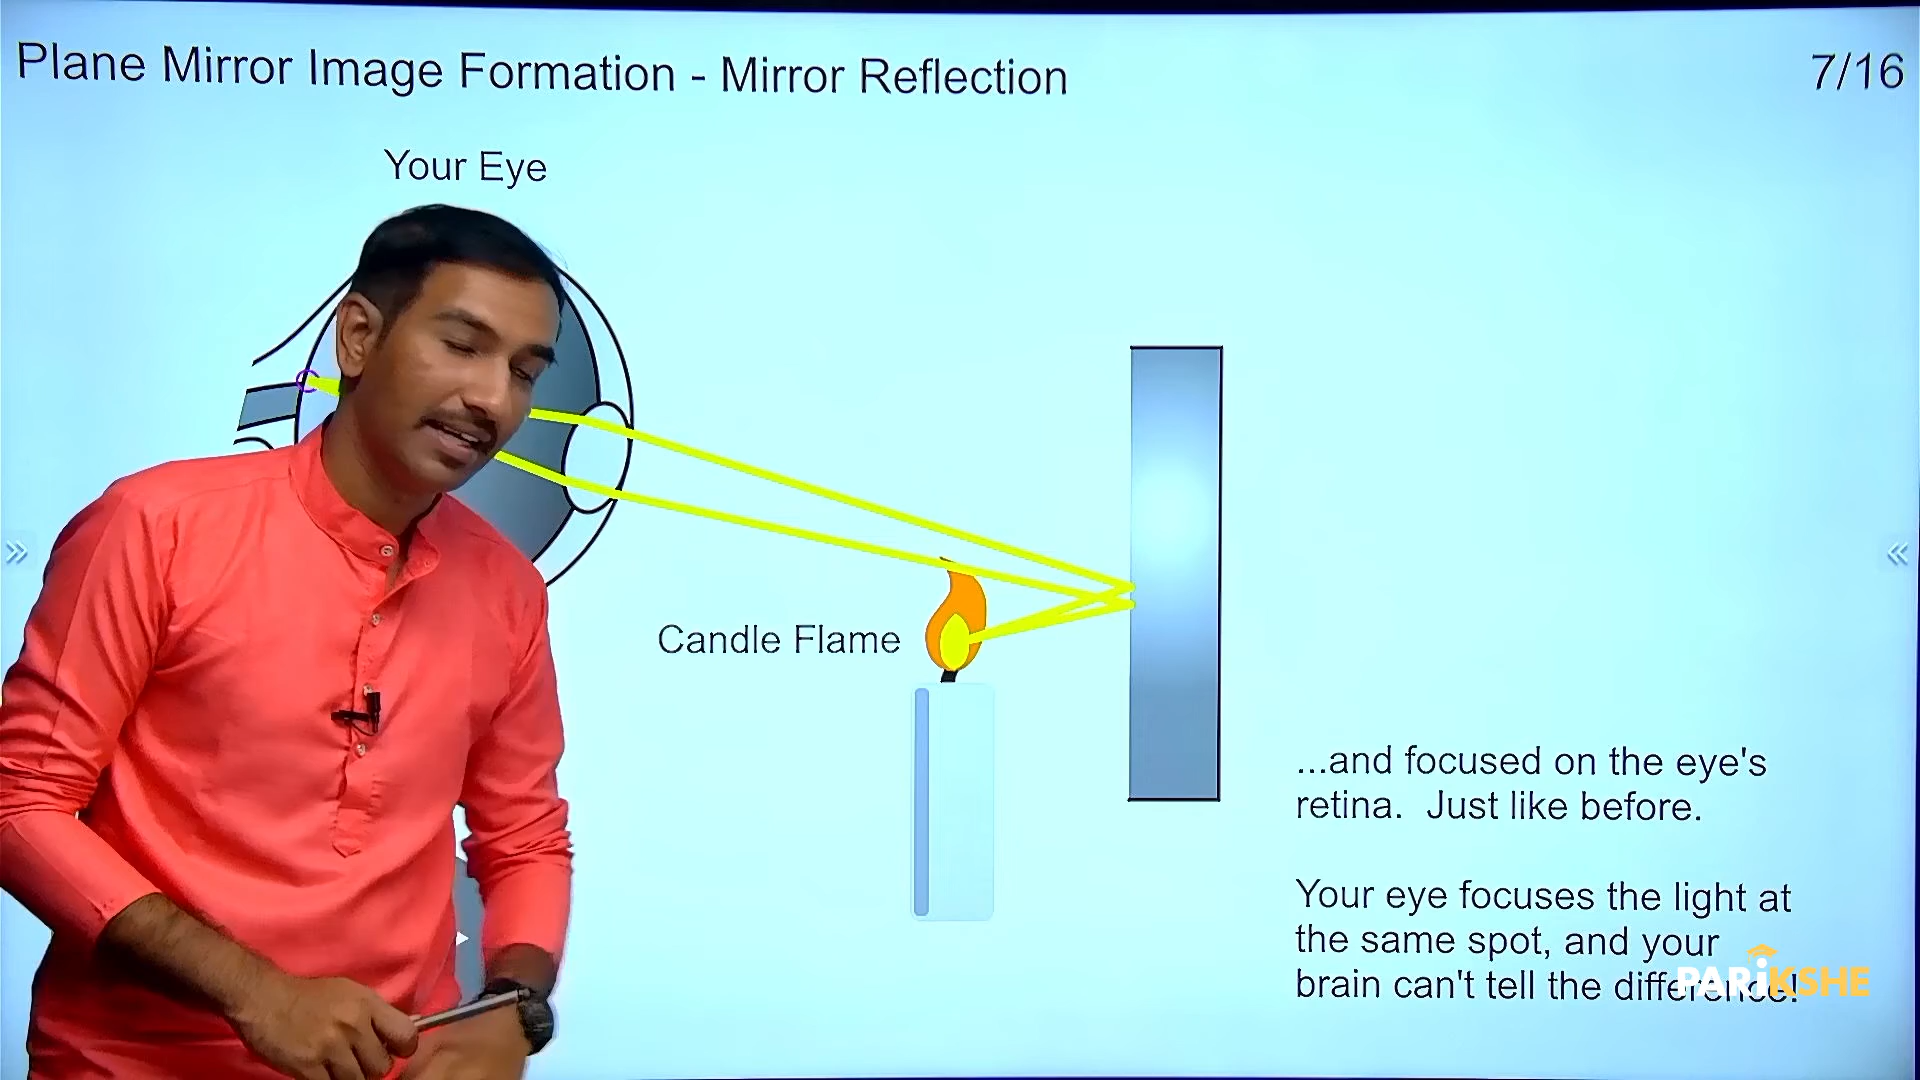 Plane Mirror Image Formation - Mirror Reflection
7/16
Your Eye
Candle Flame
...and focused on the eye's
retina. Just like before.
Your eye focuses the light at
the same spot, and your
brain can't tell the difference!
PARiKSHE